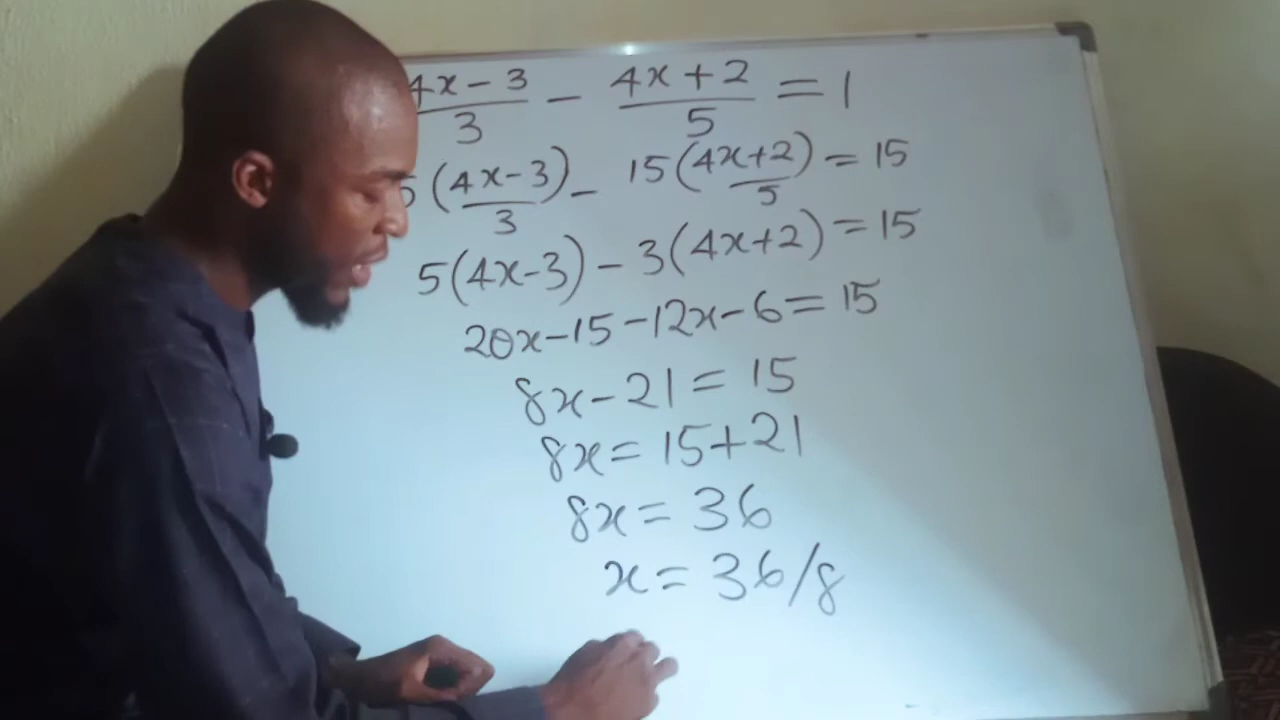 4x-3/3 - 4x+2/5 = 1
5(4x-3/3) - 15(4x+2/5) = 15
5(4x-3) - 3(4x+2) = 15
20x-15-12x-6 = 15
8x-21 = 15
8x = 15+21
8x = 36
x = 36/8